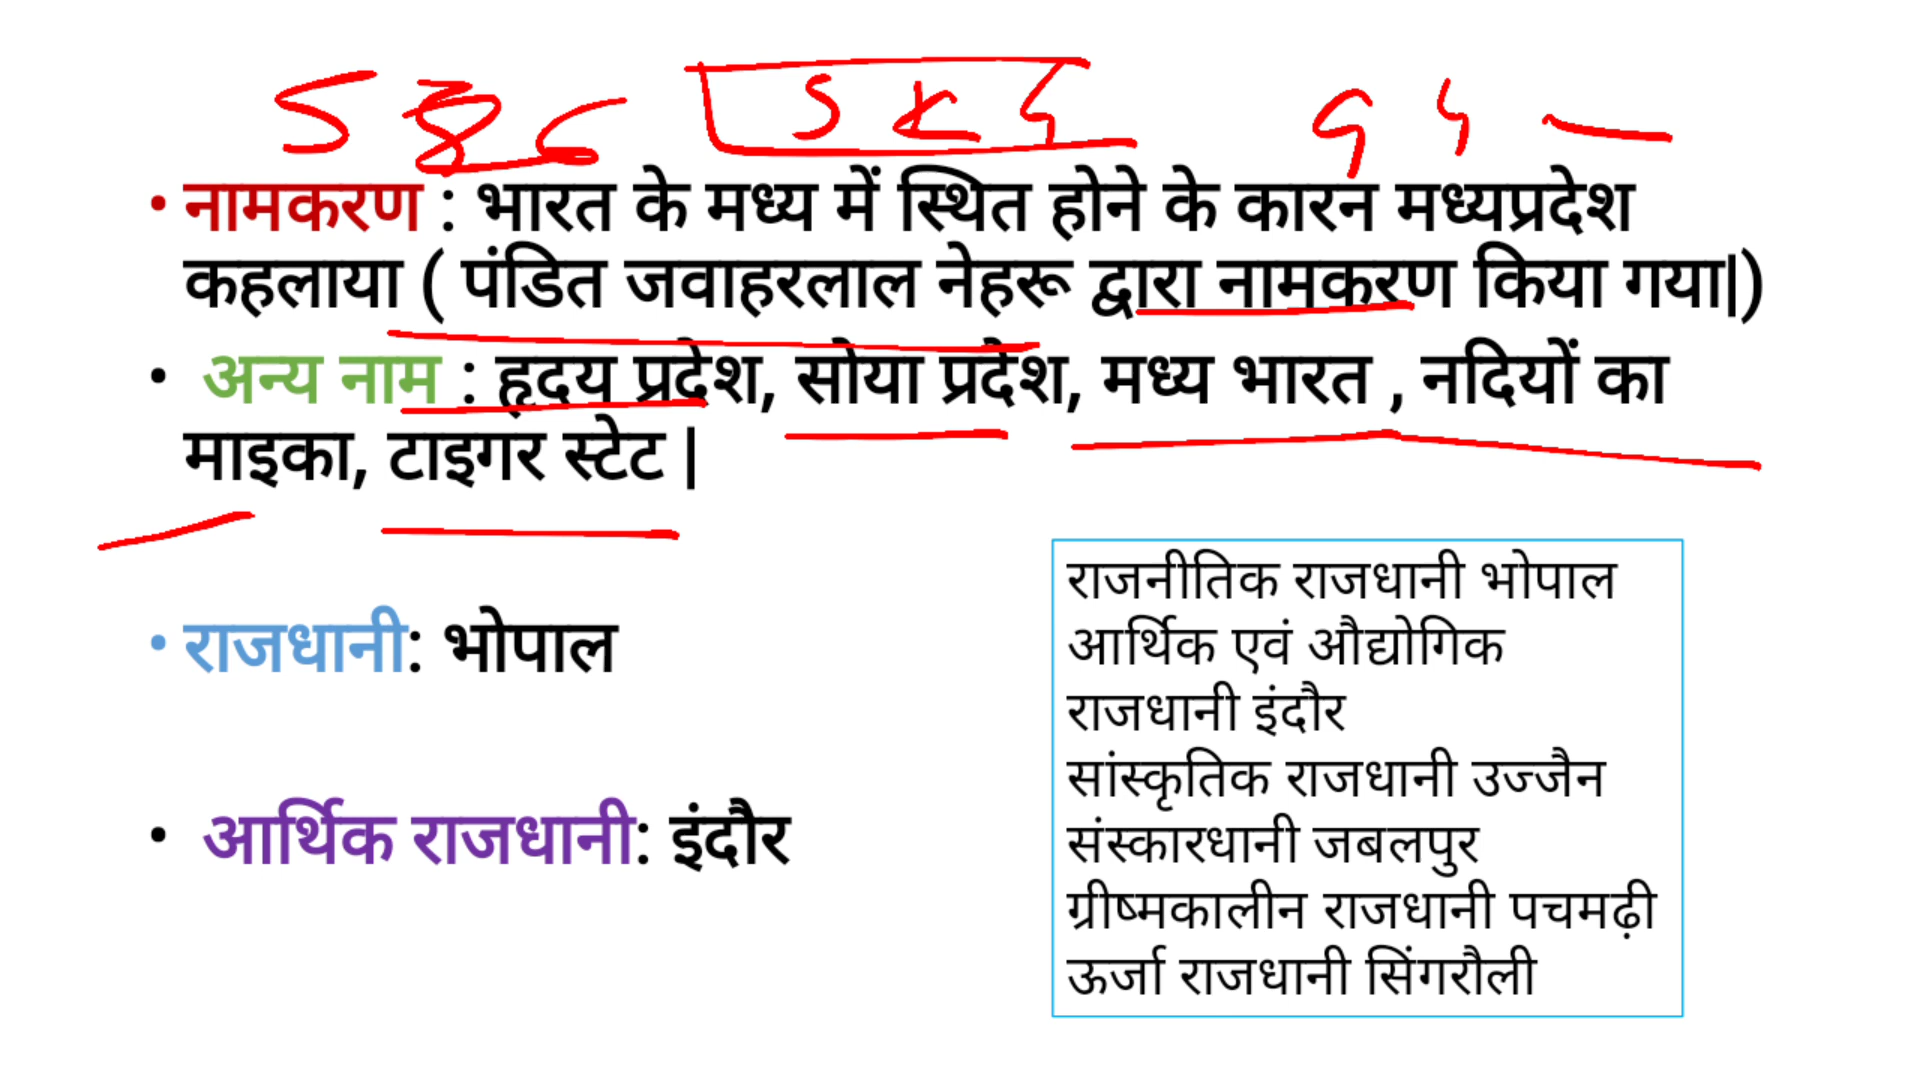 • नामकरण : भारत के मध्य में स्थित होने के कारन मध्यप्रदेश
कहलाया ( पंडित जवाहरलाल नेहरू द्वारा नामकरण किया गया|)
• अन्य नाम : हृदय प्रदेश, सोया प्रदेश, मध्य भारत , नदियों का
माइका, टाइगर स्टेट |
• राजधानी: भोपाल
• आर्थिक राजधानी: इंदौर
राजनीतिक राजधानी भोपाल
आर्थिक एवं औद्योगिक
राजधानी इंदौर
सांस्कृतिक राजधानी उज्जैन
संस्कारधानी जबलपुर
ग्रीष्मकालीन राजधानी पचमढ़ी
ऊर्जा राजधानी सिंगरौली